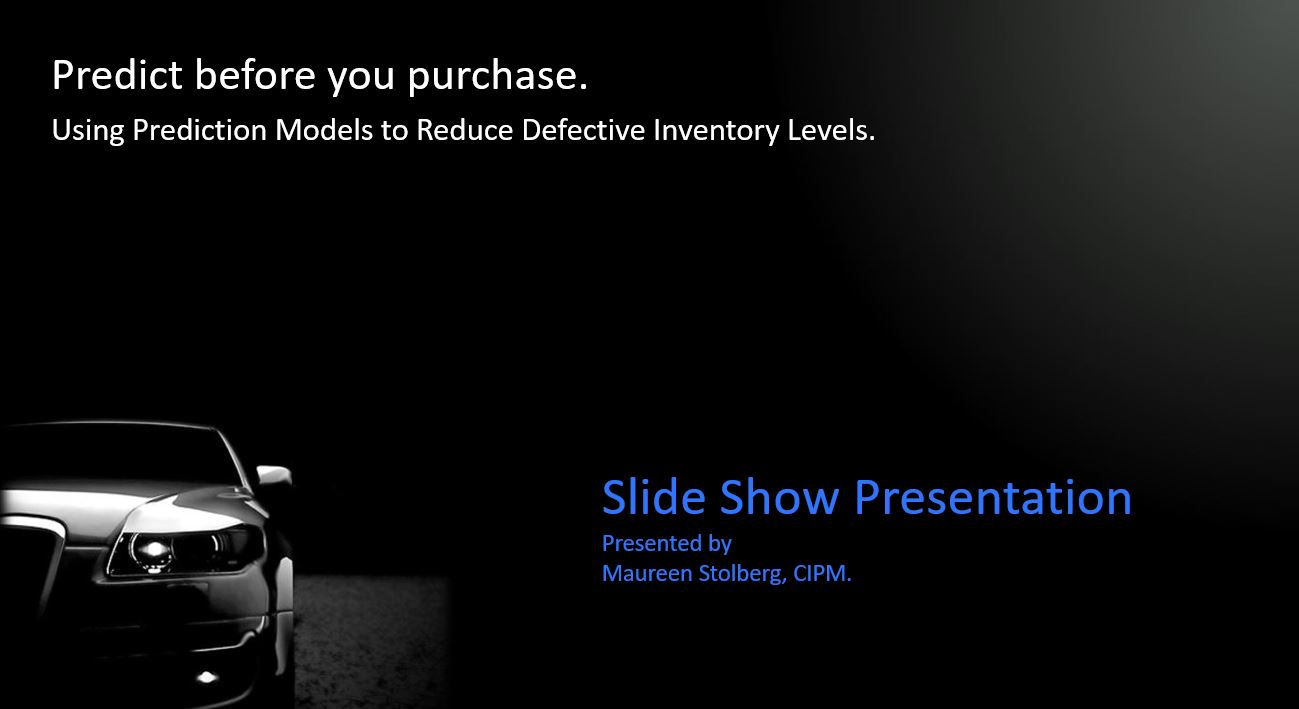 Predict before you purchase.
Using Prediction Models to Reduce Defective Inventory Levels.
Slide Show Presentation
Presented by
Maureen Stolberg, CIPM.